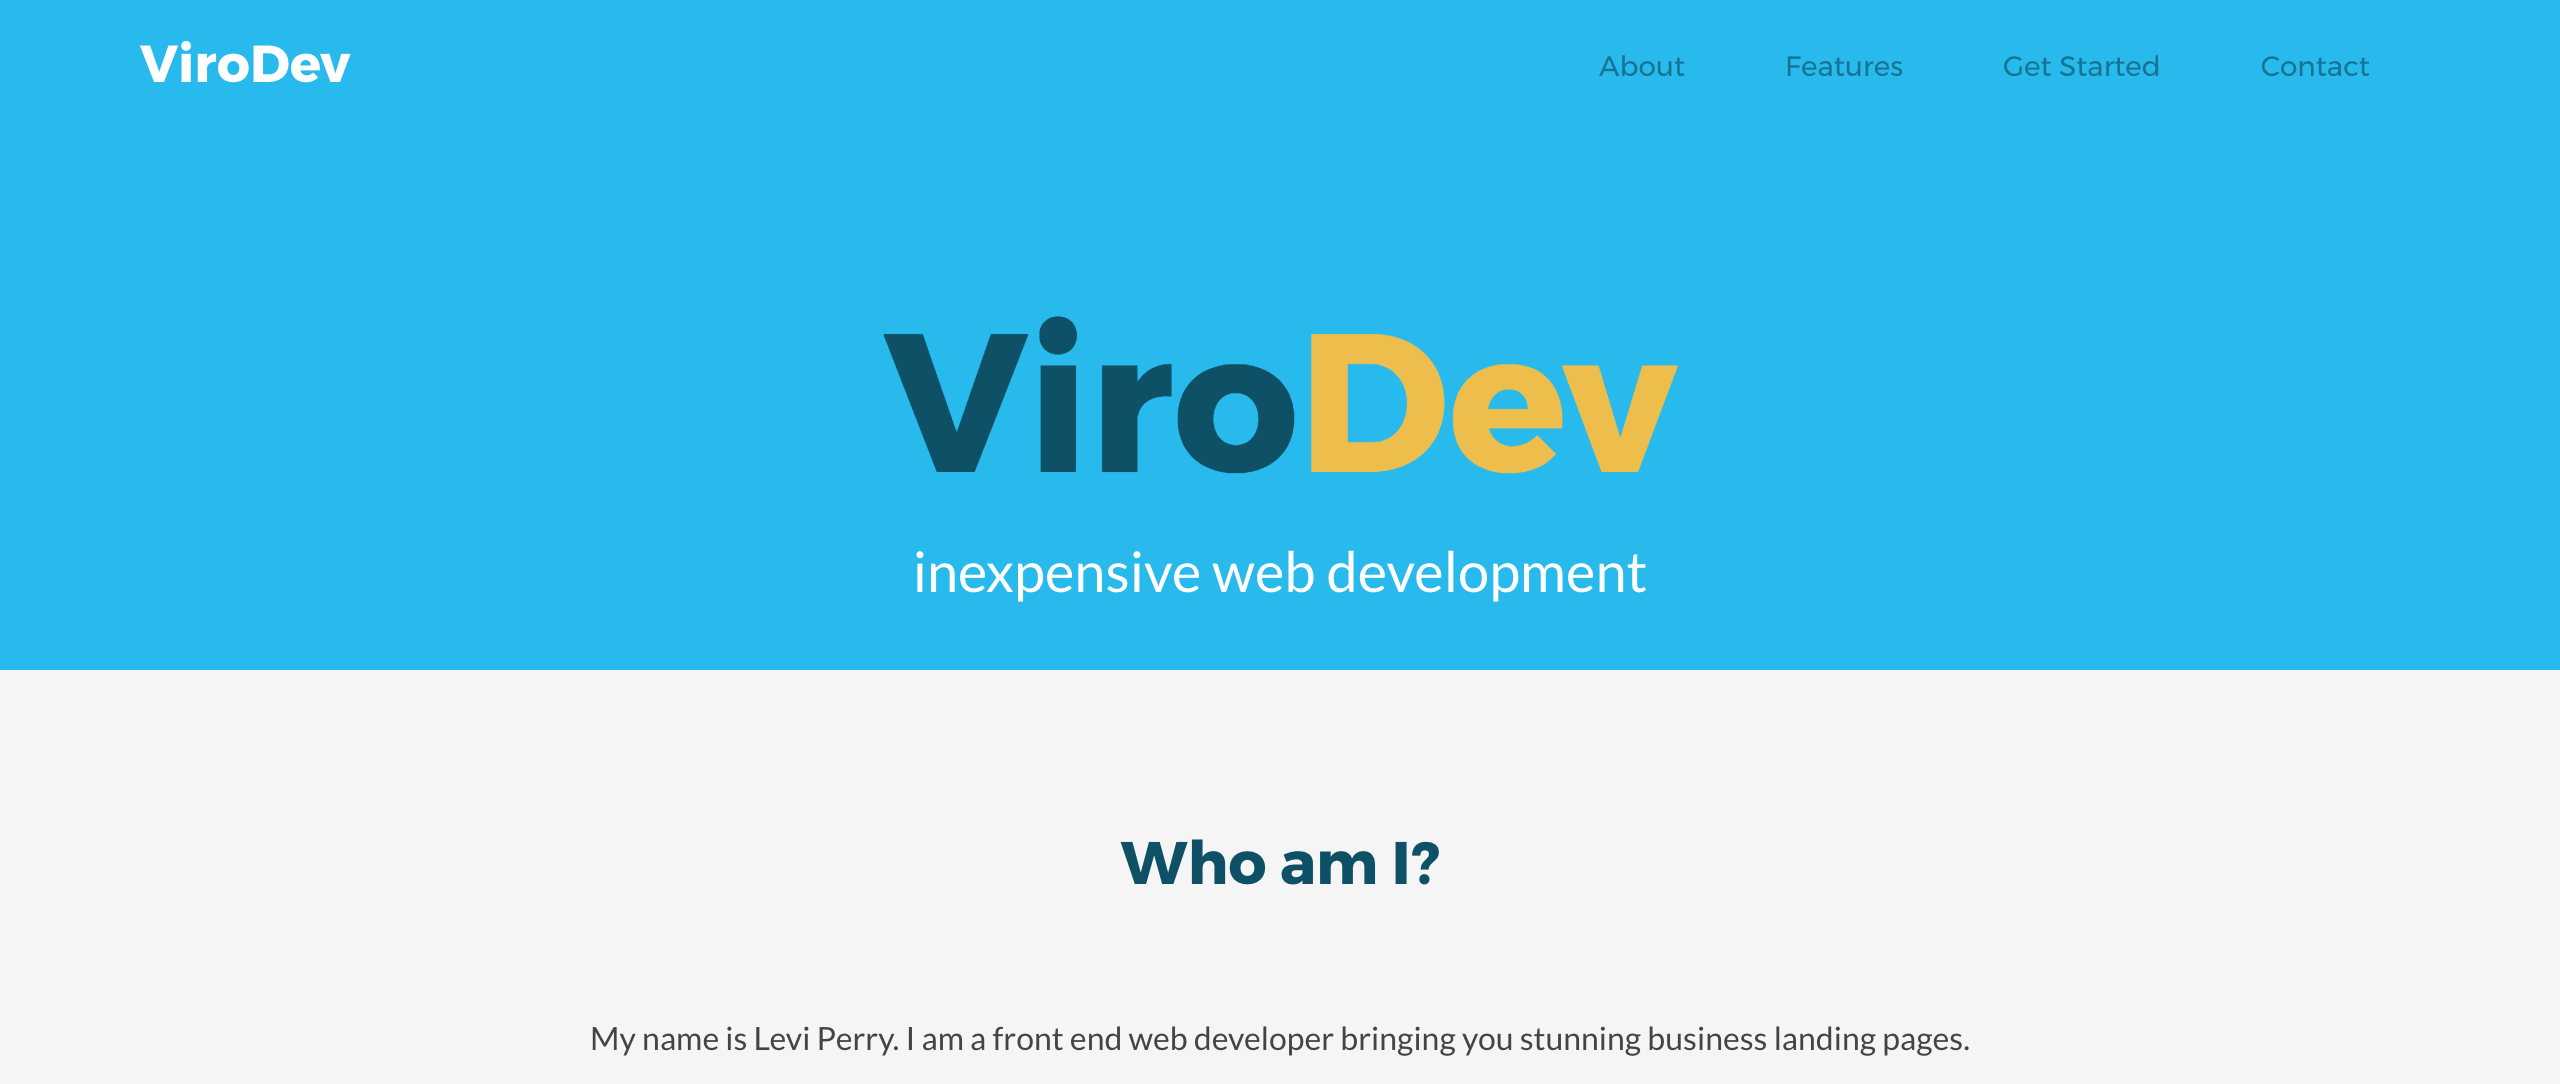 ViroDev
About Features Get Started Contact
ViroDev
inexpensive web development
Who am I?
My name is Levi Perry. I am a front end web developer bringing you stunning business landing pages.